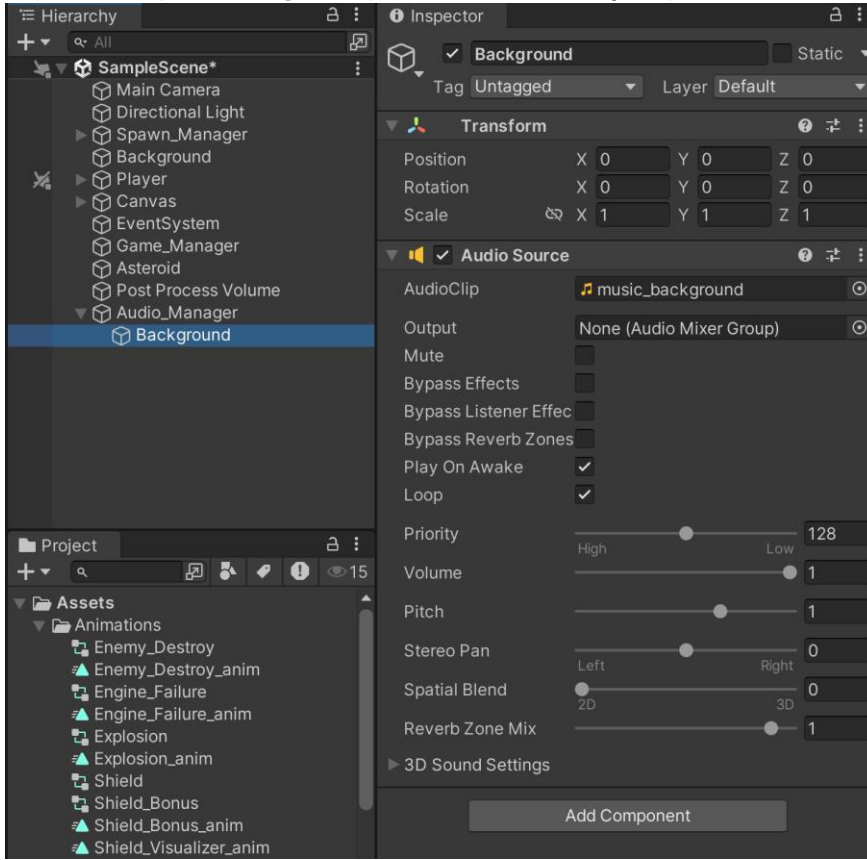 Hierarchy
All
SampleScene*
Main Camera
Directional Light
Spawn_Manager
Background
Player
Canvas
EventSystem
Game_Manager
Asteroid
Post Process Volume
Audio_Manager
Background
Project
15
Assets
Animations
Enemy_Destroy
Enemy_Destroy_anim
Engine_Failure
Engine_Failure_anim
Explosion
Explosion_anim
Shield
Shield_Bonus
Shield_Bonus_anim
Shield_Visualizer_anim
Inspector
Background Static
Tag Untagged Layer Default
Transform
Position X 0 Y 0 Z 0
Rotation X 0 Y 0 Z 0
Scale X 1 Y 1 Z 1
Audio Source
AudioClip music_background
Output None (Audio Mixer Group)
Mute
Bypass Effects
Bypass Listener Effec
Bypass Reverb Zones
Play On Awake
Loop
Priority 128
High Low
Volume 1
Pitch 1
Stereo Pan 0
Left Right
Spatial Blend 0
2D 3D
Reverb Zone Mix 1
3D Sound Settings
Add Component